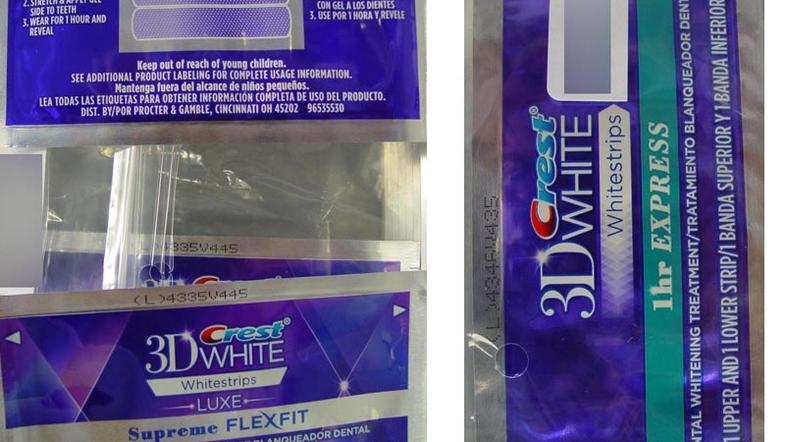 2. STRETCH & APPLY GEL
SIDE TO TEETH
3. WEAR FOR 1 HOUR AND
REVEAL
CON GEL A LOS DIENTES
3. USE POR 1 HORA Y REVELE
Keep out of reach of young children.
SEE ADDITIONAL PRODUCT LABELING FOR COMPLETE USAGE INFORMATION.
Mantenga fuera del alcance de niños pequeños.
LEA TODAS LAS ETIQUETAS PARA OBTENER INFORMACIÓN COMPLETA DE USO DEL PRODUCTO.
DIST. BY/POR PROCTER & GAMBLE, CINCINNATI OH 45202 96535530
(L)4335V445
(L)4335V445
Crest
3D WHITE
Whitestrips
LUXE
Supreme FLEXFIT
BLANQUEADOR DENTAL
Crest
3D WHITE
Whitestrips
1hr EXPRESS
NTAL WHITENING TREATMENT/TRATAMIENTO BLANQUEADOR DENT
UPPER AND 1 LOWER STRIP/1 BANDA SUPERIOR Y 1 BANDA INFERIOR